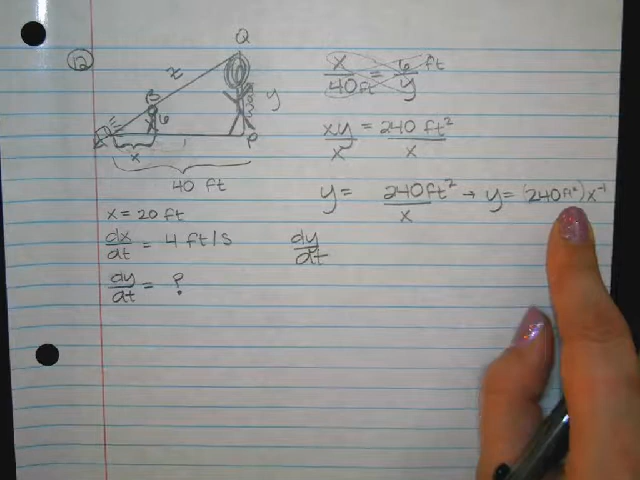 12
Q
z
6
y
P
x
40 ft
x = 20 ft
dx/dt = 4 ft/s
dy/dt = ?
x/40ft = 6 ft/y
xy/x = 240 ft²/x
y = 240ft²/x → y = (240ft²)x⁻¹
dy/dt